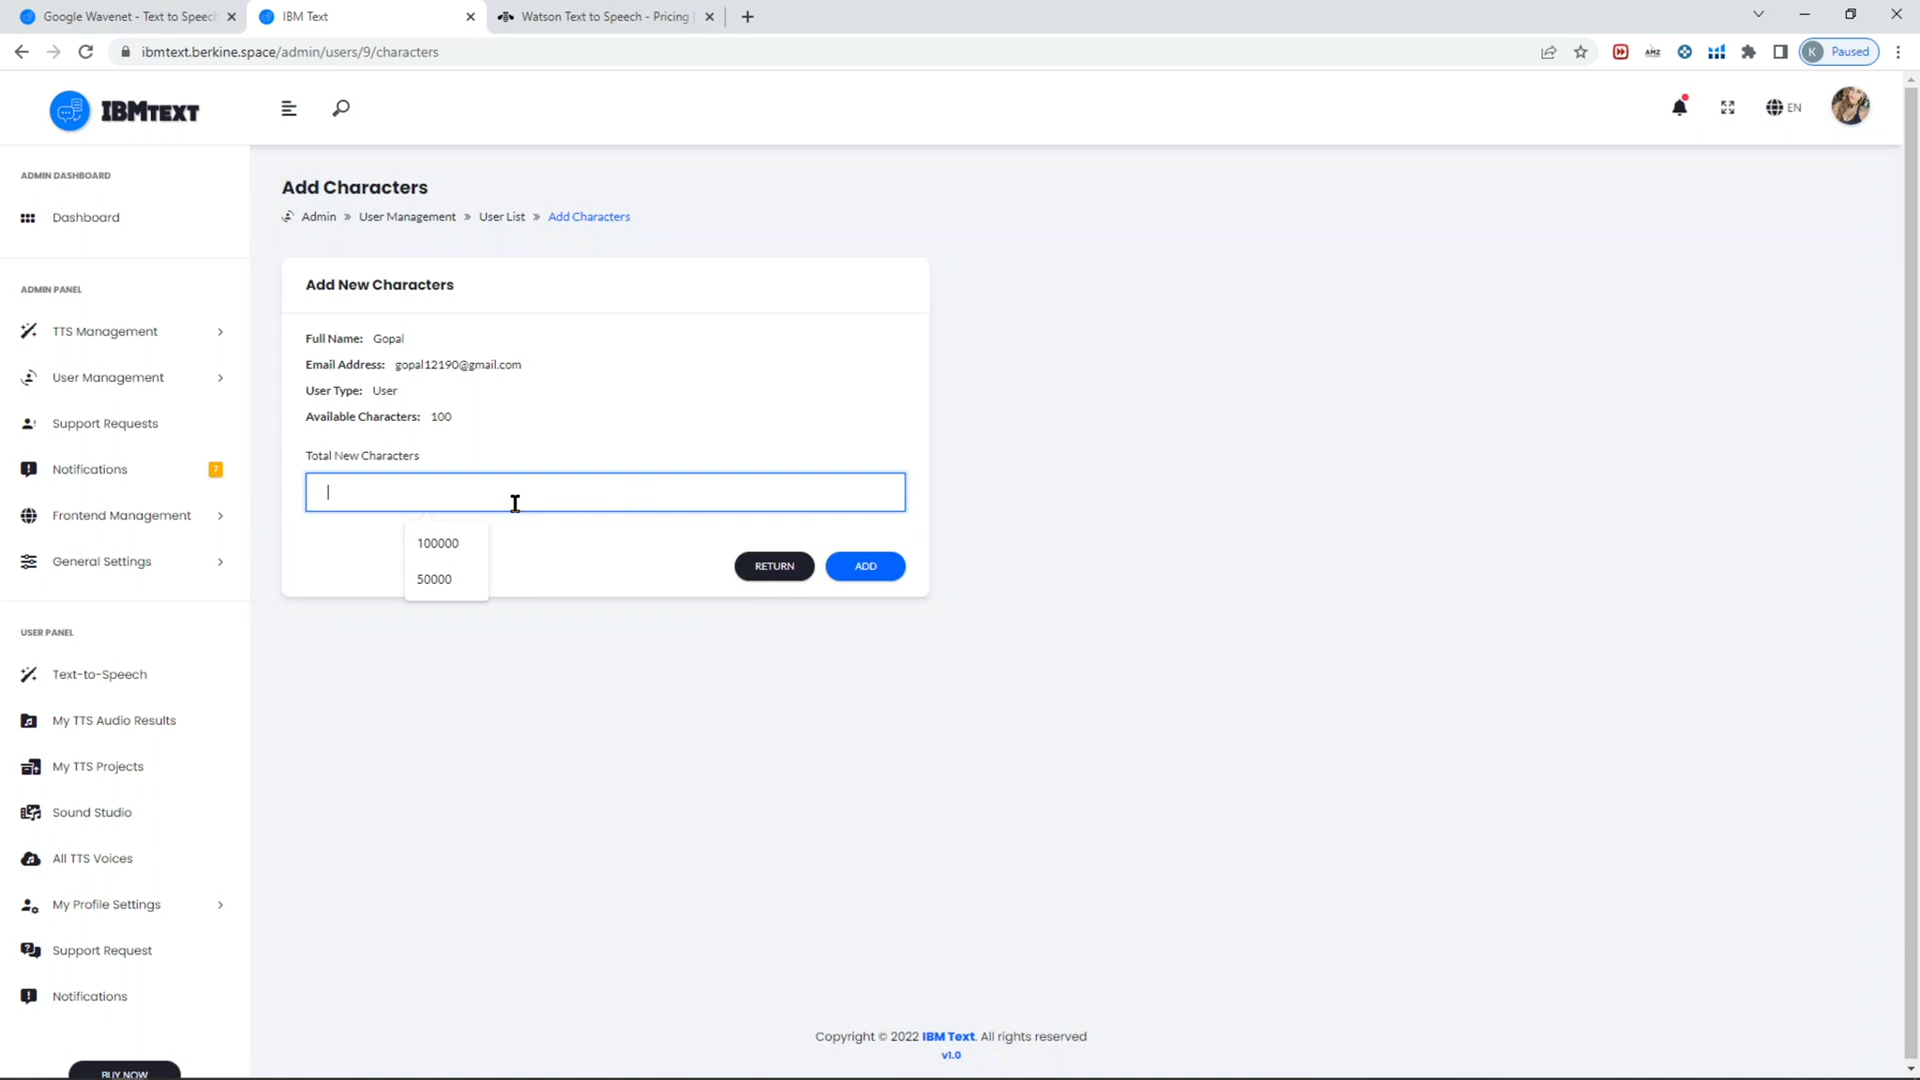 Google Wavenet - Text to Speech
IBM Text
Watson Text to Speech - Pricing
ibmtext.berkine.space/admin/users/9/characters
AMZ
K
Paused
IBMTEXT
EN
ADMIN DASHBOARD
Dashboard
ADMIN PANEL
TTS Management
User Management
Support Requests
Notifications
7
Frontend Management
General Settings
USER PANEL
Text-to-Speech
My TTS Audio Results
My TTS Projects
Sound Studio
All TTS Voices
My Profile Settings
Support Request
Notifications
BUY NOW
Add Characters
Admin » User Management » User List » Add Characters
Add New Characters
Full Name: Gopal
Email Address: gopal12190@gmail.com
User Type: User
Available Characters: 100
Total New Characters
100000
50000
RETURN
ADD
Copyright © 2022 IBM Text. All rights reserved
v1.0